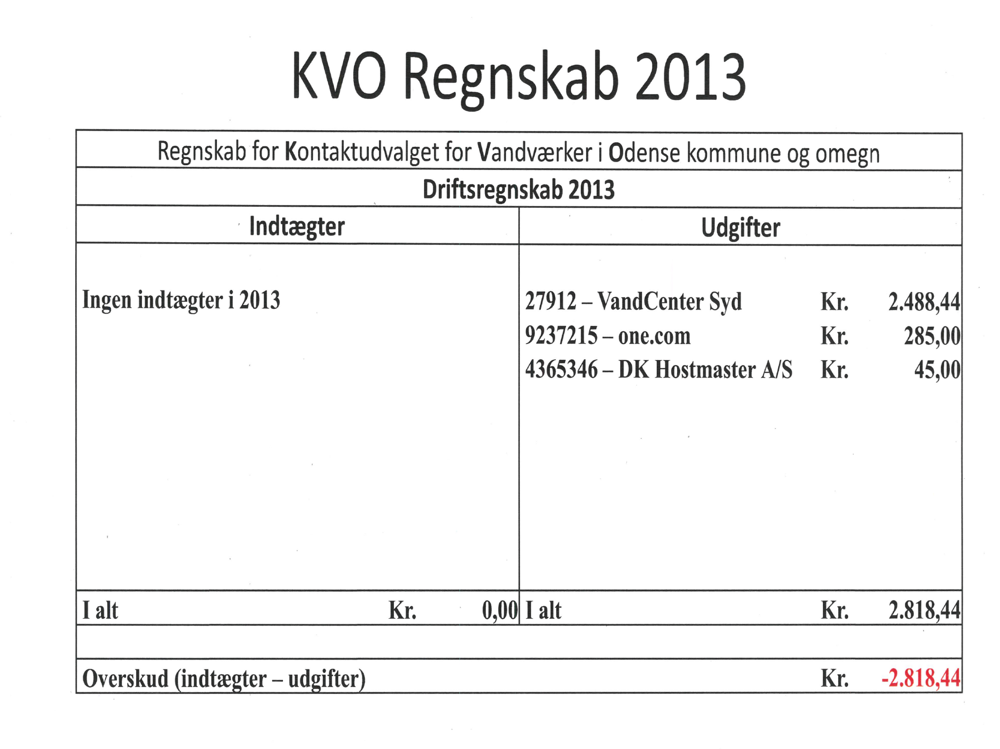 KVO Regnskab 2013
Regnskab for Kontaktudvalget for Vandværker i Odense kommune og omegn
Driftsregnskab 2013
Indtægter Udgifter
Ingen indtægter i 2013 27912 – VandCenter Syd Kr. 2.488,44
9237215 – one.com Kr. 285,00
4365346 – DK Hostmaster A/S Kr. 45,00
I alt Kr. 0,00 I alt Kr. 2.818,44
Overskud (indtægter – udgifter) Kr. -2.818,44